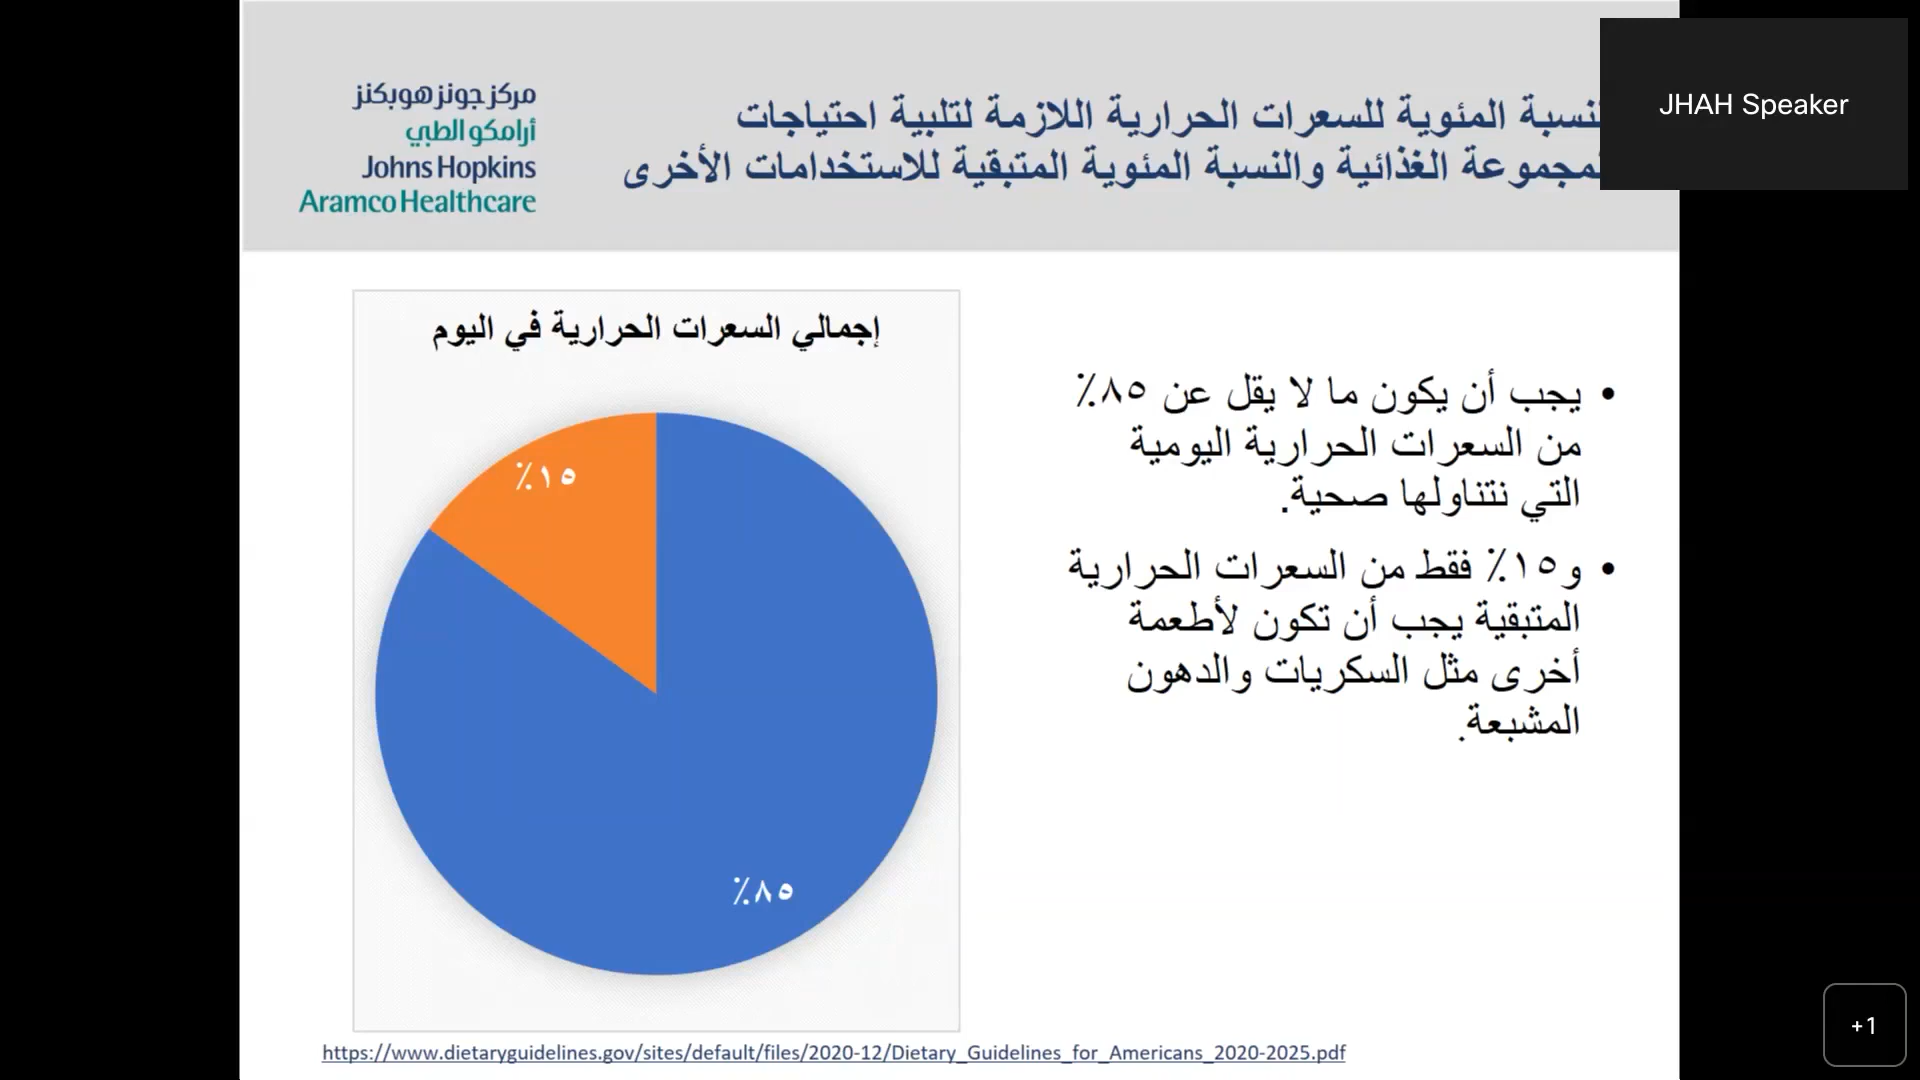 مركز جونز هوبكنز
أرامكو الطبي
Johns Hopkins
Aramco Healthcare
المئوية للسعرات الحرارية اللازمة لتلبية احتياجات
الغذائية والنسبة المئوية المتبقية للاستخدامات الأخرى
JHAH Speaker
إجمالي السعرات الحرارية في اليوم
١٥٪
٨٥٪
• يجب أن يكون ما لا يقل عن ٨٥٪
من السعرات الحرارية اليومية
التي نتناولها صحية.
• و١٥٪ فقط من السعرات الحرارية
المتبقية يجب أن تكون لأطعمة
أخرى مثل السكريات والدهون
المشبعة.
https://www.dietaryguidelines.gov/sites/default/files/2020-12/Dietary_Guidelines_for_Americans_2020-2025.pdf
+1